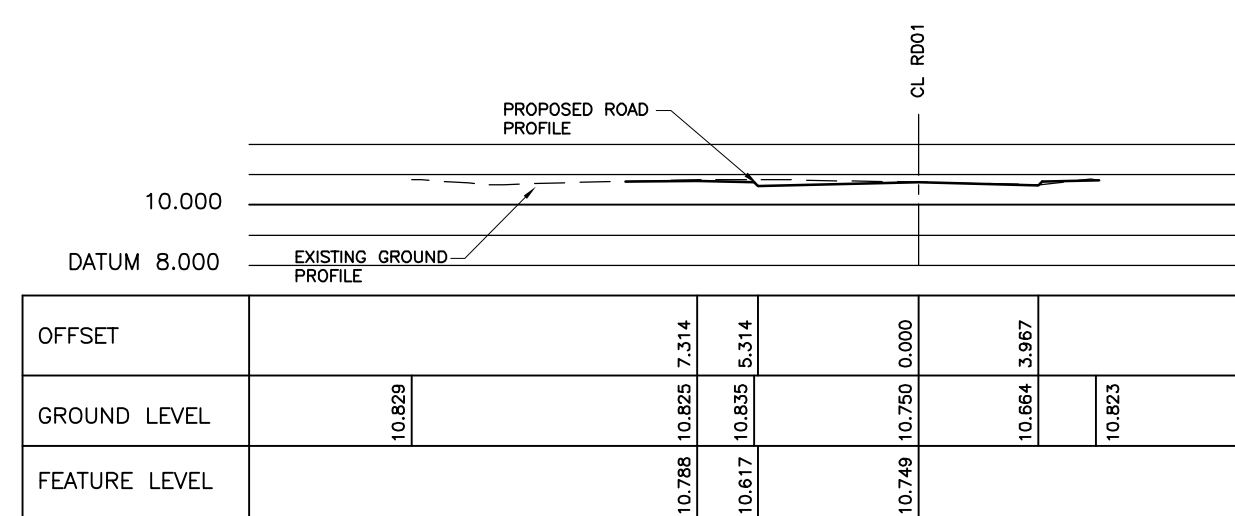 CL RD01
PROPOSED ROAD
PROFILE
10.000
DATUM 8.000
EXISTING GROUND
PROFILE
OFFSET 7.314 5.314 0.000 3.967
GROUND LEVEL 10.829 10.825 10.835 10.750 10.664 10.823
FEATURE LEVEL 10.788 10.617 10.749